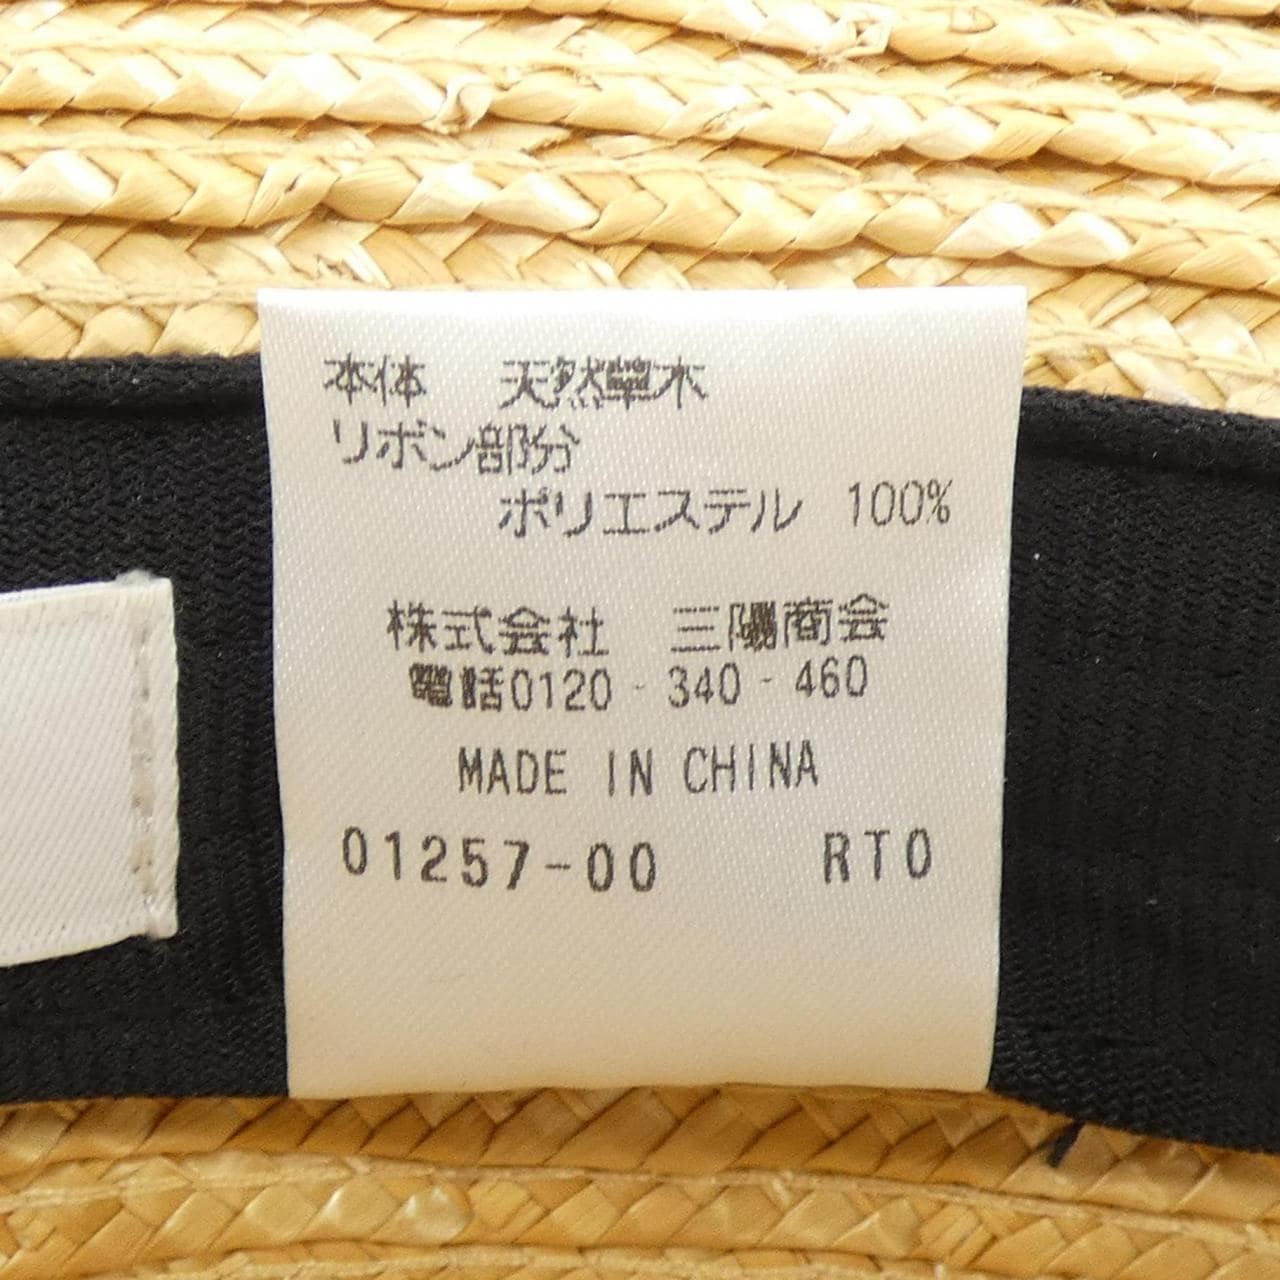 本体 天然草木
リボン部分
ポリエステル 100%
株式会社 三陽商会
電話0120-340-460
MADE IN CHINA
01257-00 RTO